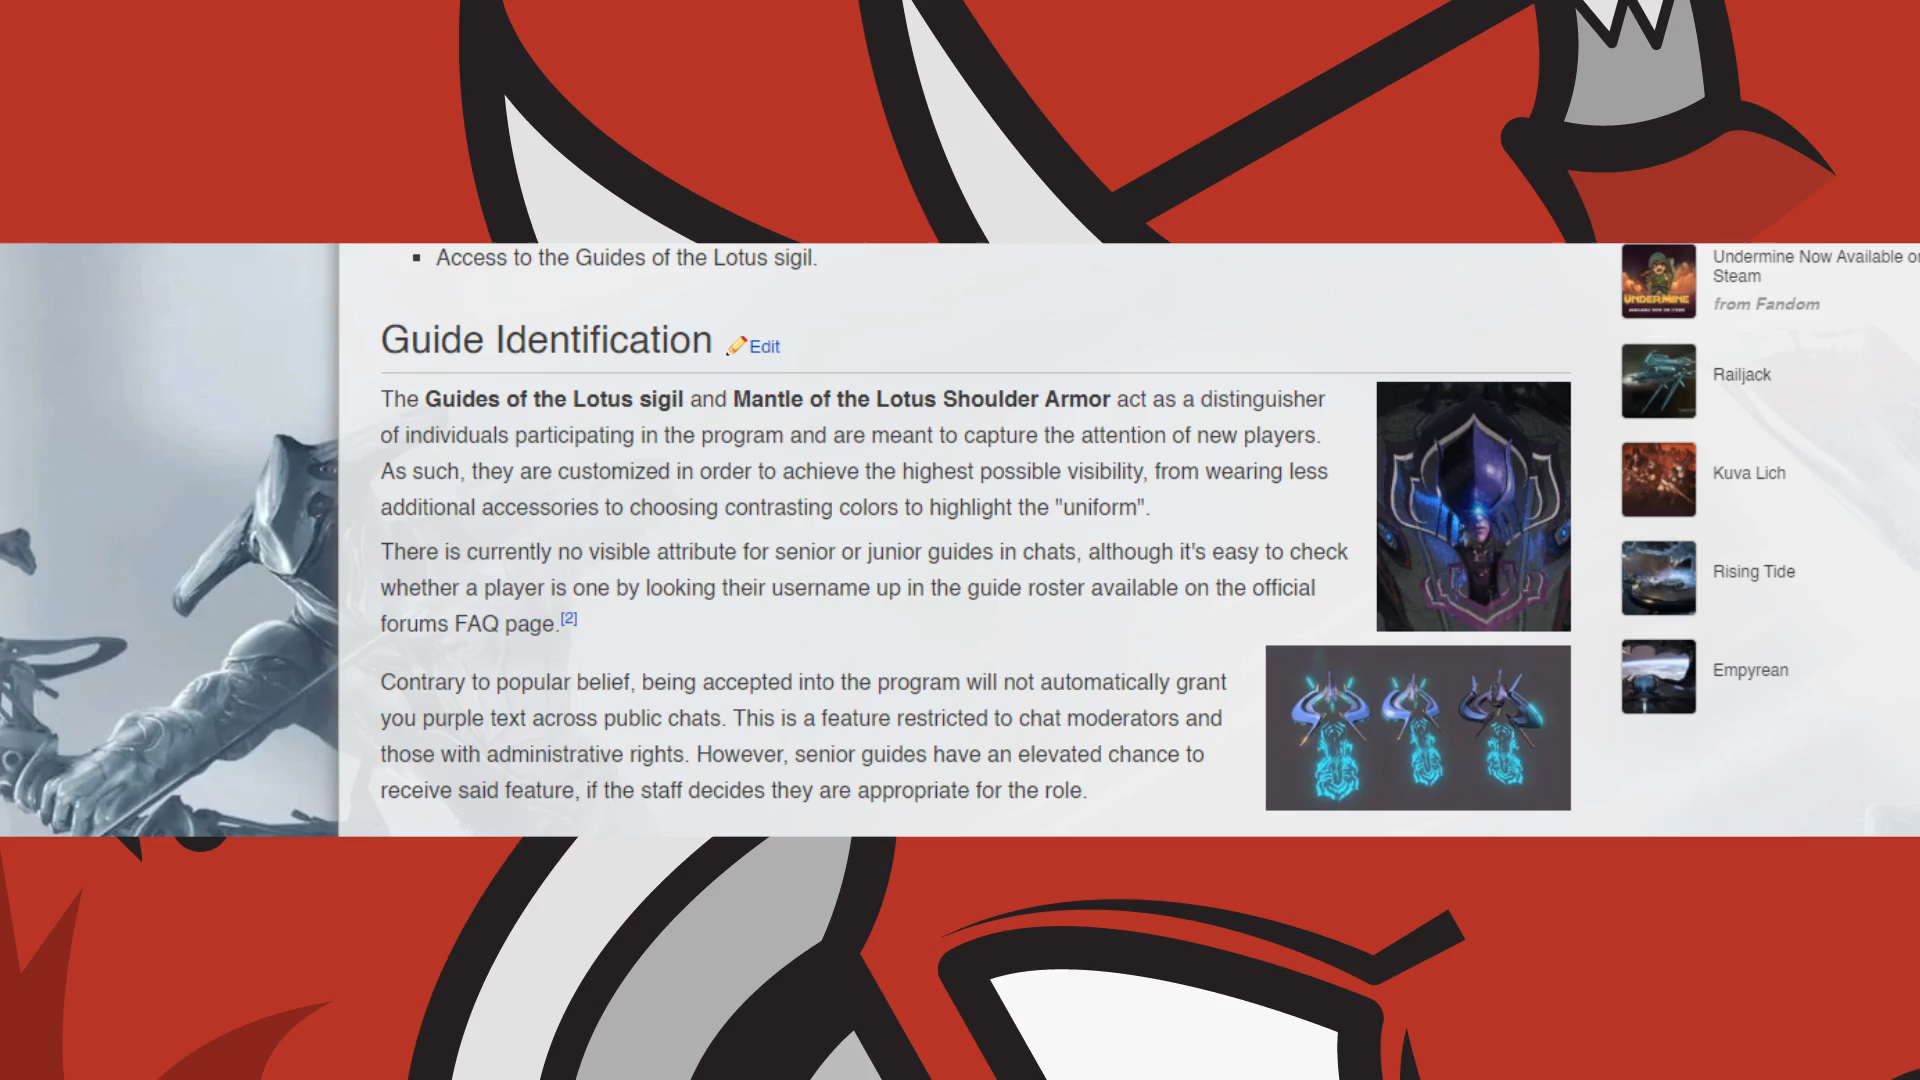 Access to the Guides of the Lotus sigil.
Guide Identification Edit
The Guides of the Lotus sigil and Mantle of the Lotus Shoulder Armor act as a distinguisher
of individuals participating in the program and are meant to capture the attention of new players.
As such, they are customized in order to achieve the highest possible visibility, from wearing less
additional accessories to choosing contrasting colors to highlight the "uniform".
There is currently no visible attribute for senior or junior guides in chats, although it's easy to check
whether a player is one by looking their username up in the guide roster available on the official
forums FAQ page.[2]
Contrary to popular belief, being accepted into the program will not automatically grant
you purple text across public chats. This is a feature restricted to chat moderators and
those with administrative rights. However, senior guides have an elevated chance to
receive said feature, if the staff decides they are appropriate for the role.
UNDERMINE
Undermine Now Available
Steam
from Fandom
Railjack
Kuva Lich
Rising Tide
Empyrean